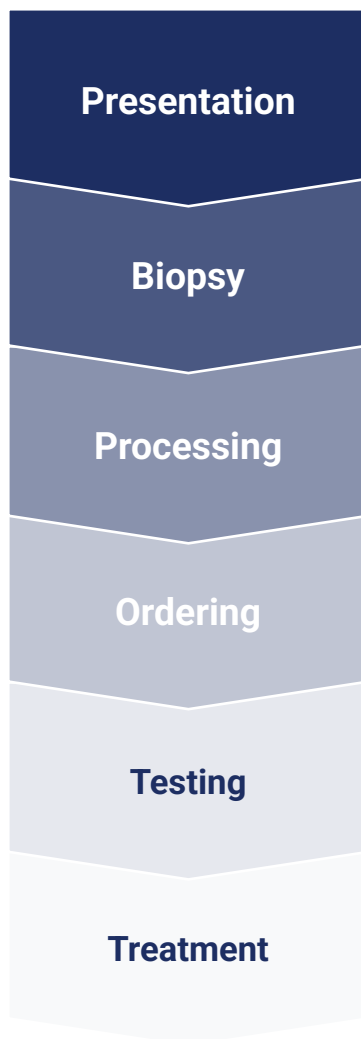 Presentation
Biopsy
Processing
Ordering
Testing
Treatment